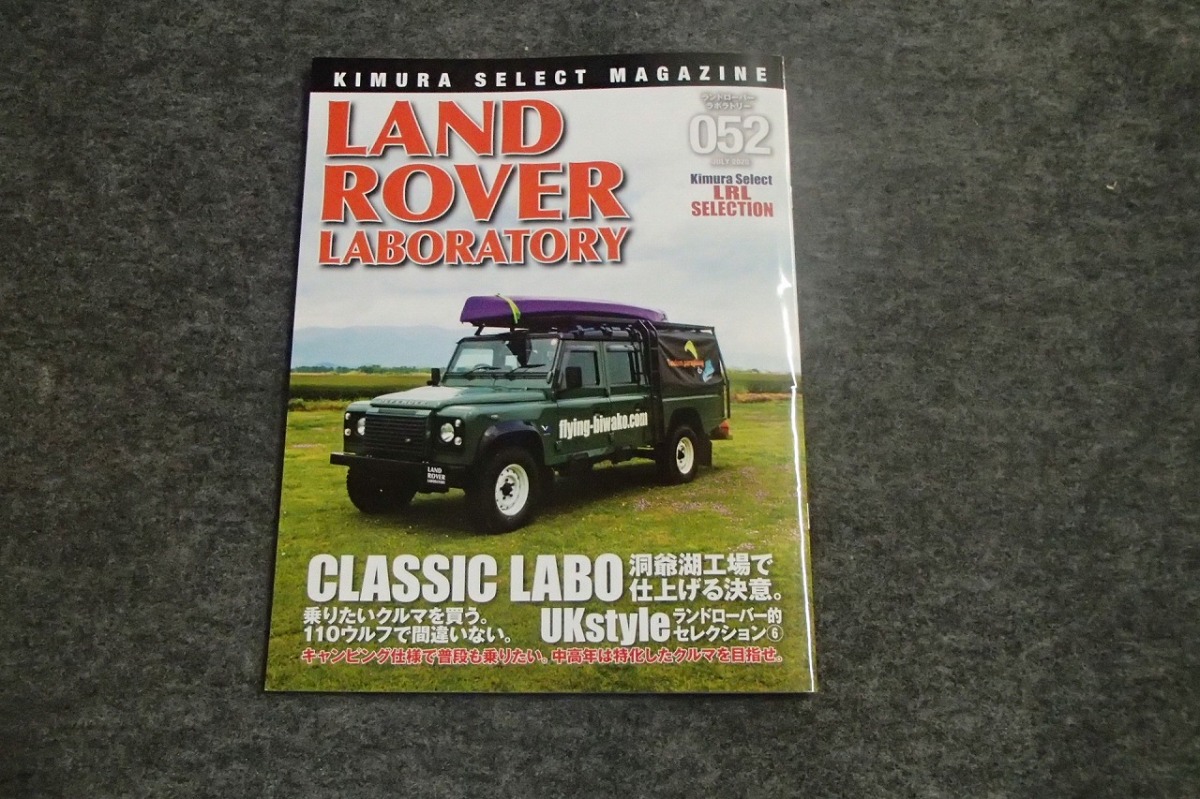 KIMURA SELECT MAGAZINE
LAND
ROVER
LABORATORY
ランドローバー
ラボラトリー
052
Kimura Select
LRL
SELECTION
flying-biwako.com
LAND
ROVER
LABORATORY
CLASSIC LABO
洞爺湖工場で
仕上げる決意。
乗りたいクルマを買う。
110ウルフで間違いない。
UKstyle
ランドローバー的
セレクション⑥
キャンピング仕様で普段も乗りたい。中高年は特化したクルマを目指せ。